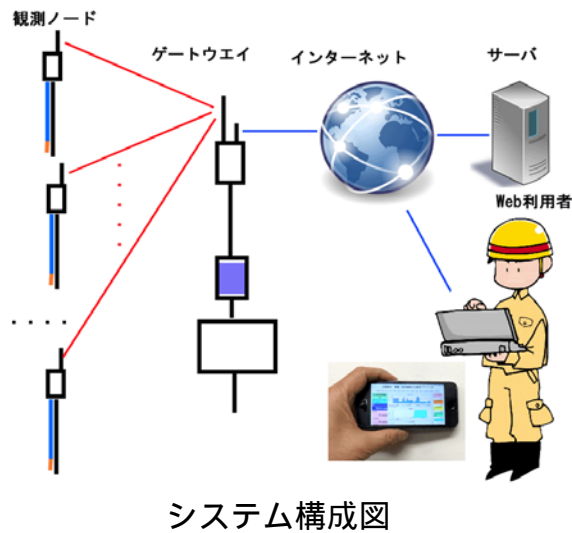 観測ノード
ゲートウエイ
インターネット
サーバ
Web利用者
システム構成図